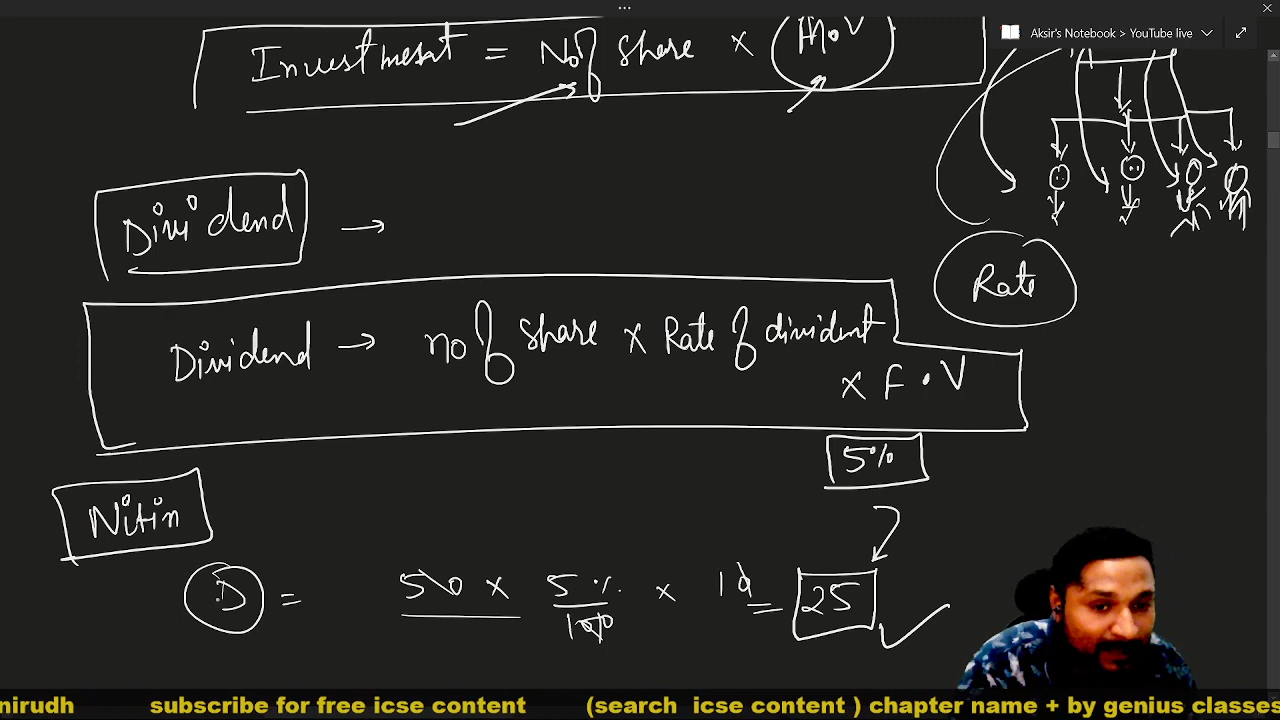 Aksir's Notebook > YouTube live
Investment = No of share × M.V
Dividend →
Rate
Dividend → no of share × Rate of divident
× F.V
5%
Nitin
D = 50 × 5% × 10 = 25
100
nirudh subscribe for free icse content (search icse content ) chapter name + by genius classes